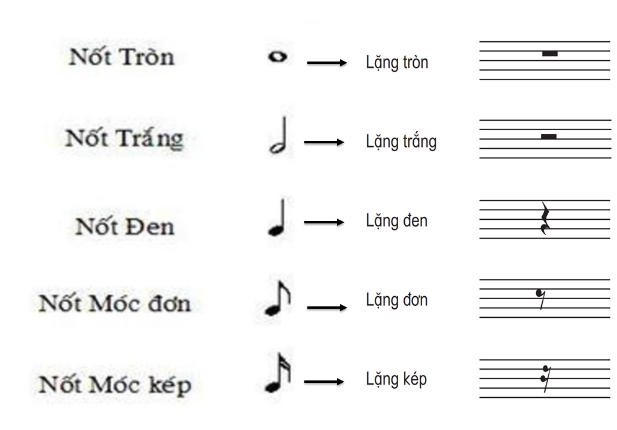 Nốt Tròn
Lặng tròn
Nốt Trắng
Lặng trắng
Nốt Đen
Lặng đen
Nốt Móc đơn
Lặng đơn
Nốt Móc kép
Lặng kép